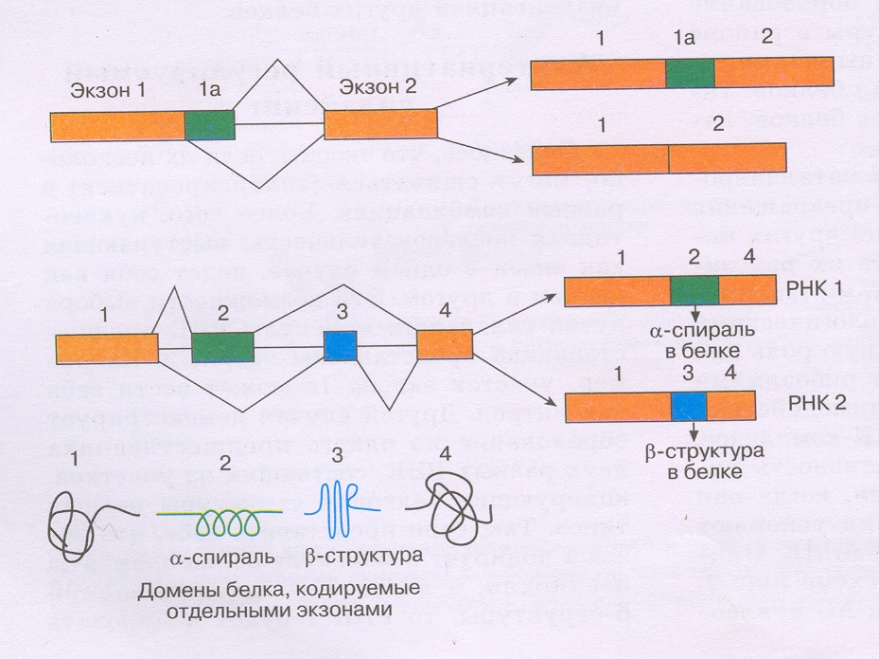 Экзон 1 1а Экзон 2
1 1а 2
1 2
1 2 3 4
1 2 4
РНК 1
α-спираль
в белке
1 3 4
РНК 2
β-структура
в белке
1 2 3 4
α-спираль β-структура
Домены белка, кодируемые
отдельными экзонами